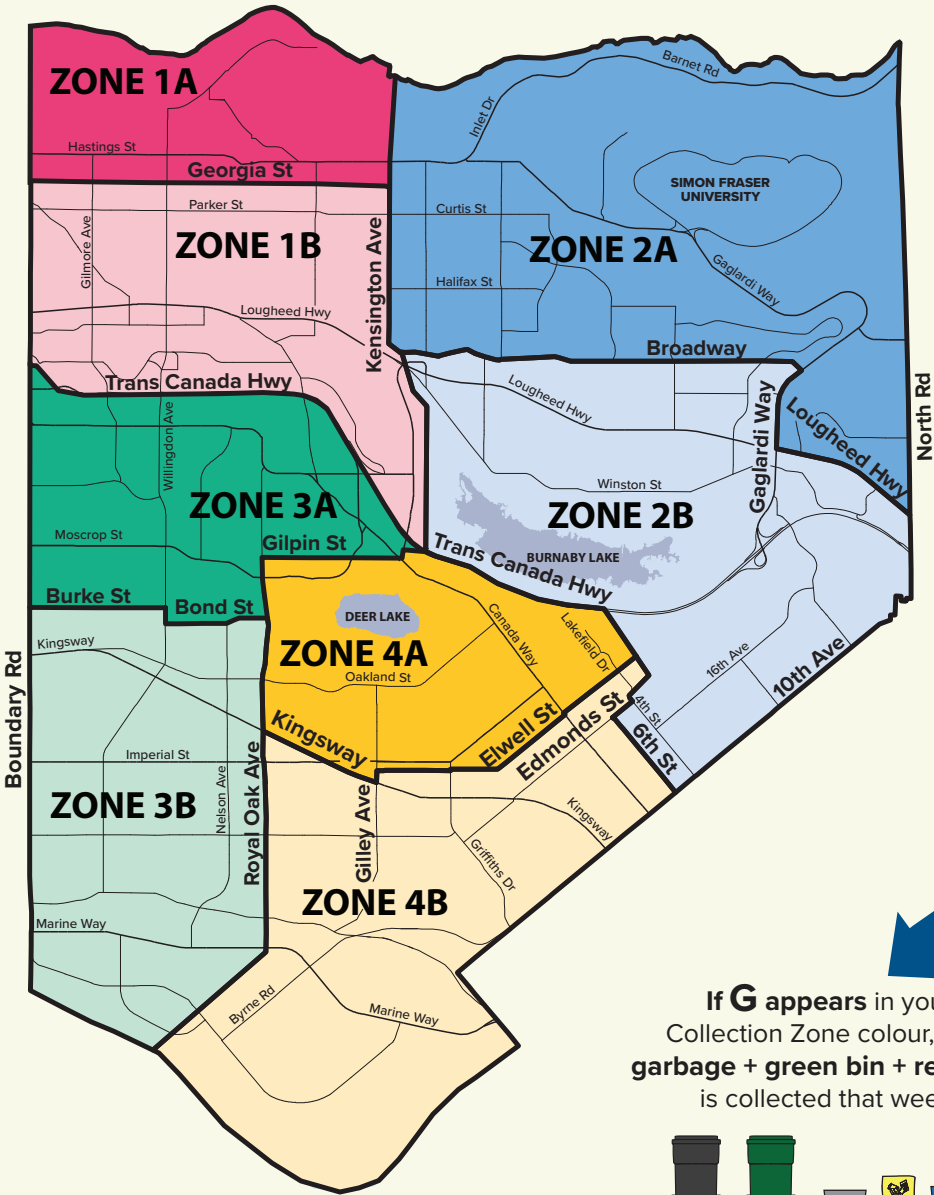 ZONE 1A
Barnet Rd
Inlet Dr
Hastings St
Georgia St
SIMON FRASER
UNIVERSITY
Parker St
Curtis St
Gilmore Ave
ZONE 1B
Kensington Ave
ZONE 2A
Gaglardi Way
Halifax St
Lougheed Hwy
Broadway
Trans Canada Hwy
Lougheed Hwy
Gaglardi Way
Lougheed Hwy
North Rd
Willingdon Ave
Winston St
ZONE 3A
ZONE 2B
Moscrop St
Gilpin St
Trans Canada Hwy
BURNABY LAKE
Burke St
Bond St
DEER LAKE
Canada Way
Lakefield Dr
Kingsway
ZONE 4A
Oakland St
16th Ave
10th Ave
Boundary Rd
Kingsway
Elwell St
Edmonds St
4th St
6th St
Imperial St
Nelson Ave
Royal Oak Ave
ZONE 3B
Gilley Ave
Kingsway
Griffiths Dr
ZONE 4B
Marine Way
Byrne Rd
Marine Way
If G appears in you
Collection Zone colour,
garbage + green bin + re
is collected that wee